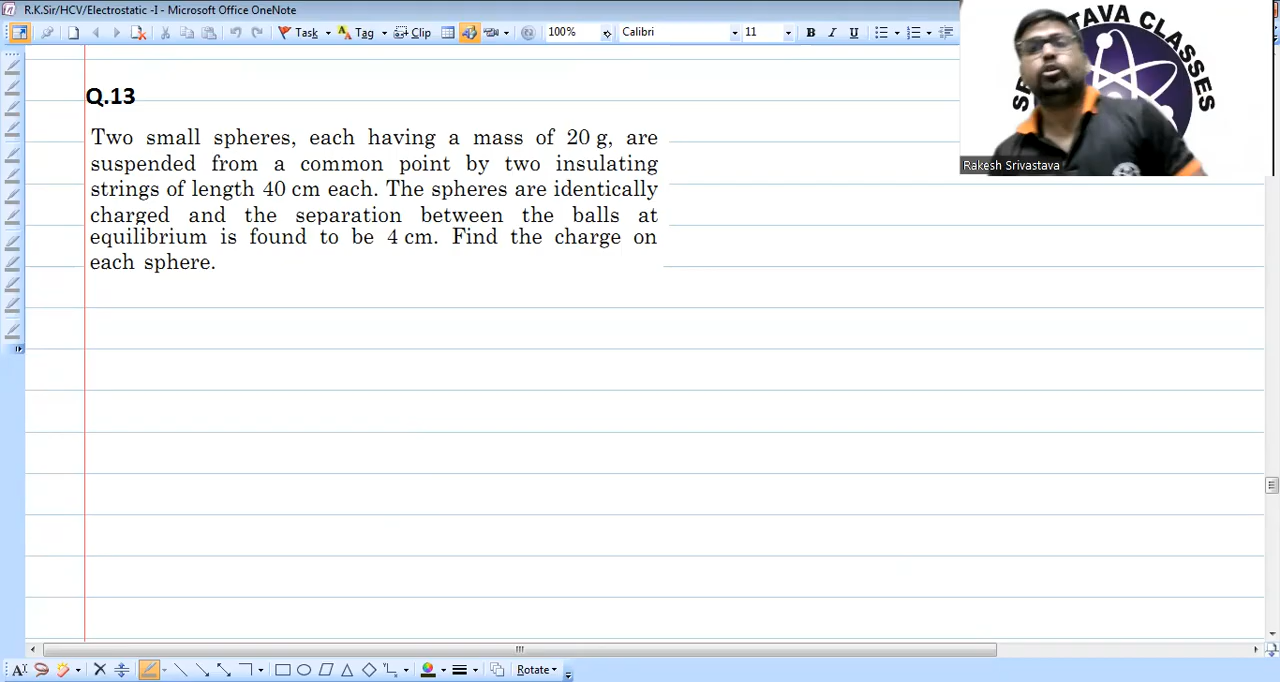 R.K.Sir/HCV/Electrostatic -I - Microsoft Office OneNote
Task Tag Clip 100% Calibri 11 B I U
TAVA CLASSES
Rakesh Srivastava
Q.13
Two small spheres, each having a mass of 20 g, are
suspended from a common point by two insulating
strings of length 40 cm each. The spheres are identically
charged and the separation between the balls at
equilibrium is found to be 4 cm. Find the charge on
each sphere.
Rotate